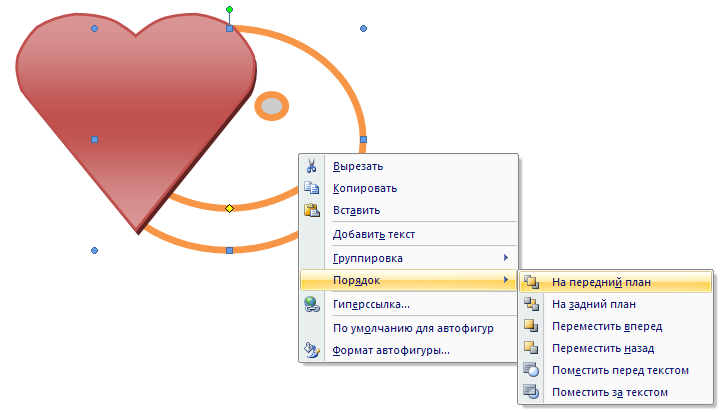 Вырезать
Копировать
Вставить
Добавить текст
Группировка
Порядок
Гиперссылка...
По умолчанию для автофигур
Формат автофигуры...
На передний план
На задний план
Переместить вперед
Переместить назад
Поместить перед текстом
Поместить за текстом